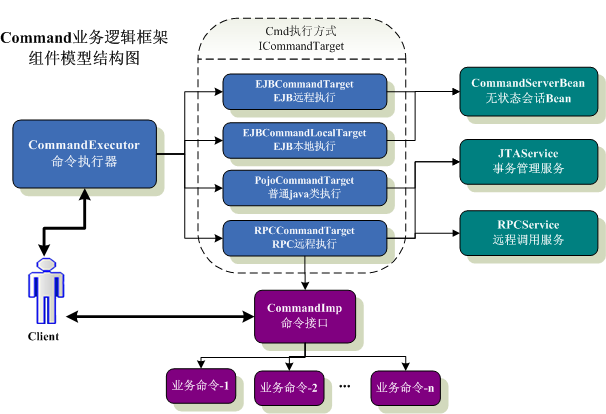 Command业务逻辑框架
组件模型结构图
Cmd执行方式
ICommandTarget
EJBCommandTarget
EJB远程执行
CommandServerBean
无状态会话Bean
CommandExecutor
命令执行器
EJBCommandLocalTarget
EJB本地执行
JTAService
事务管理服务
PojoCommandTarget
普通java类执行
RPCCommandTarget
RPC远程执行
RPCService
远程调用服务
Client
CommandImp
命令接口
业务命令-1
业务命令-2
...
业务命令-n